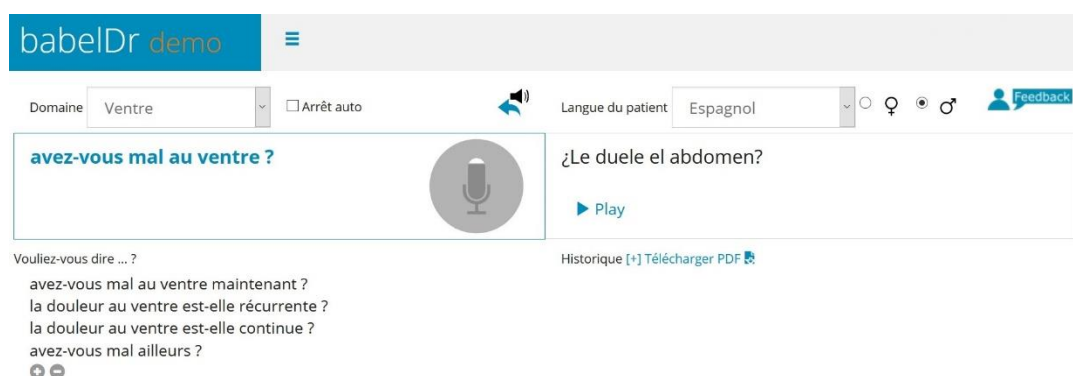 babelDr demo
Domaine Ventre Arrêt auto Langue du patient Espagnol Feedback
avez-vous mal au ventre ?
¿Le duele el abdomen?
Play
Vouliez-vous dire ... ?
Historique [+] Télécharger PDF
avez-vous mal au ventre maintenant ?
la douleur au ventre est-elle récurrente ?
la douleur au ventre est-elle continue ?
avez-vous mal ailleurs ?